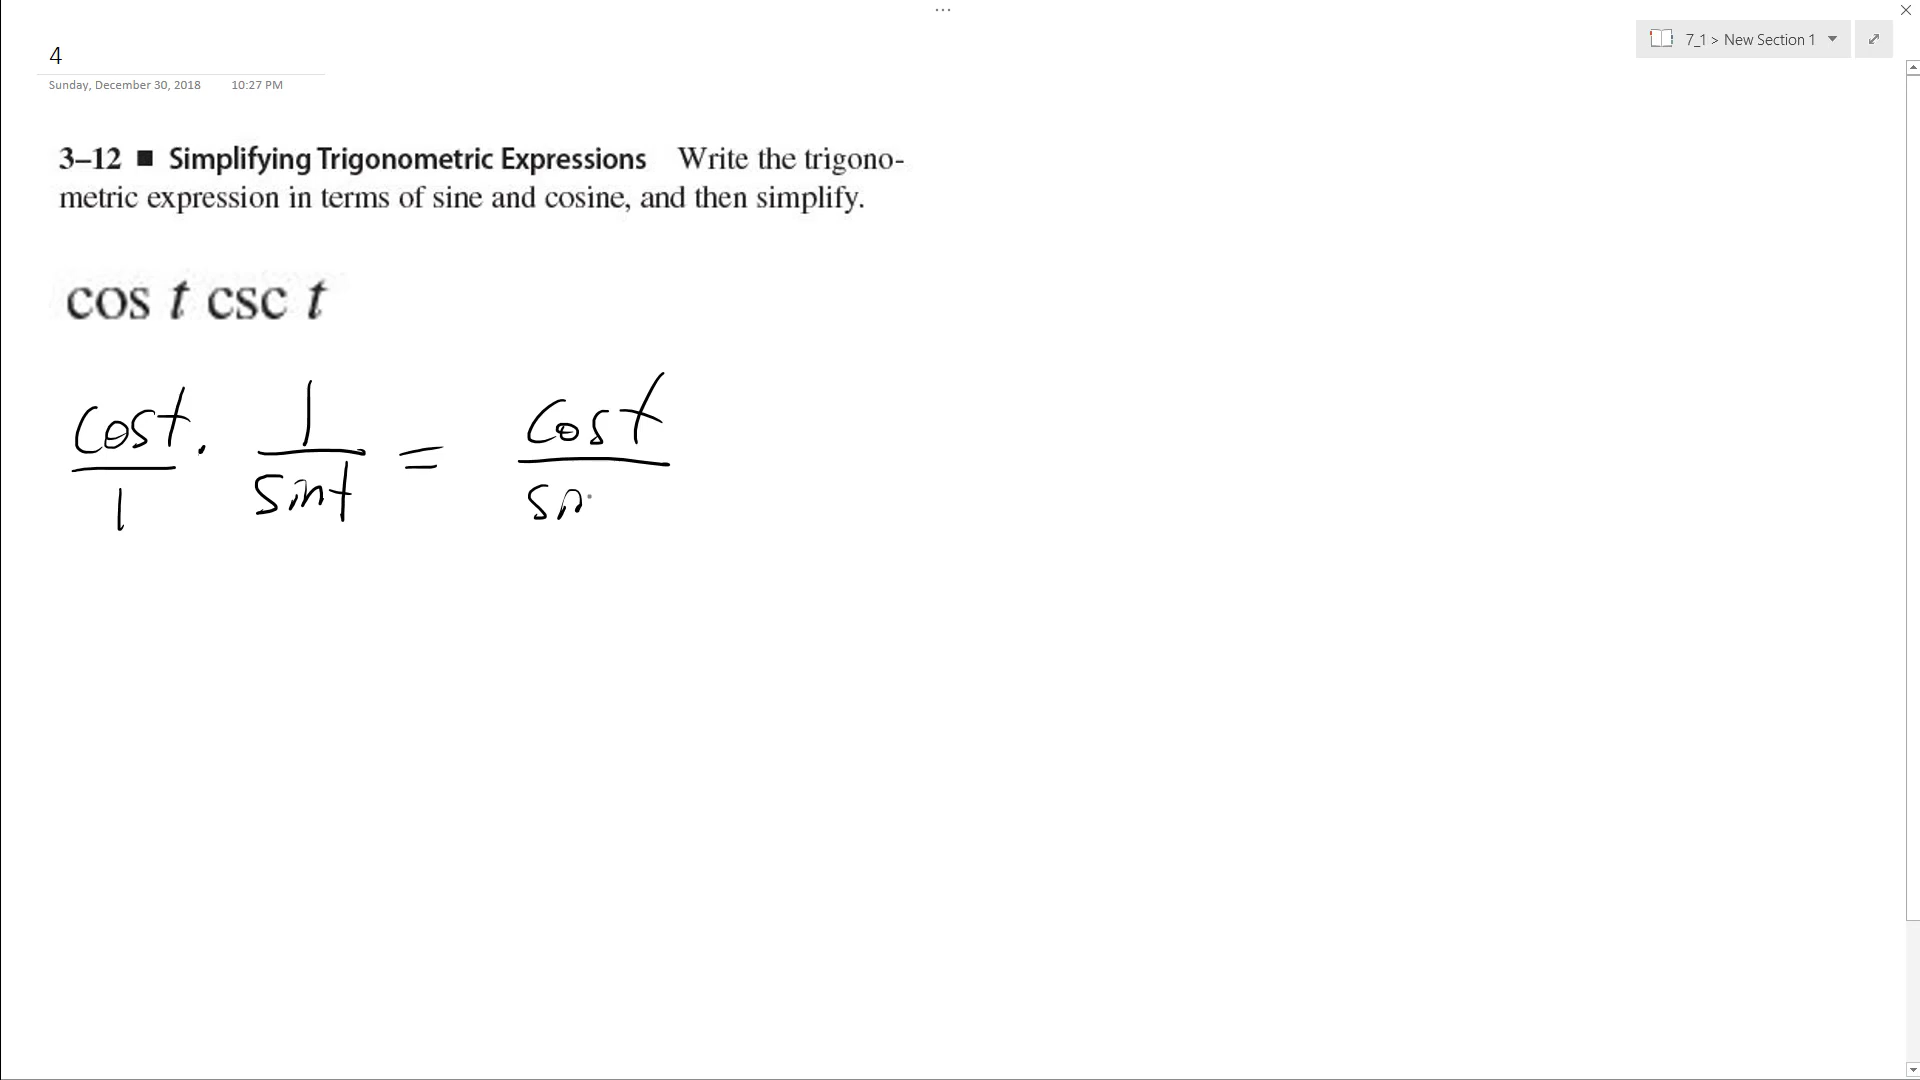 4
7_1 > New Section 1
Sunday, December 30, 2018 10:27 PM
3–12 ■ Simplifying Trigonometric Expressions Write the trigono-
metric expression in terms of sine and cosine, and then simplify.
cos t csc t
cost/1 · 1/sint = cost/